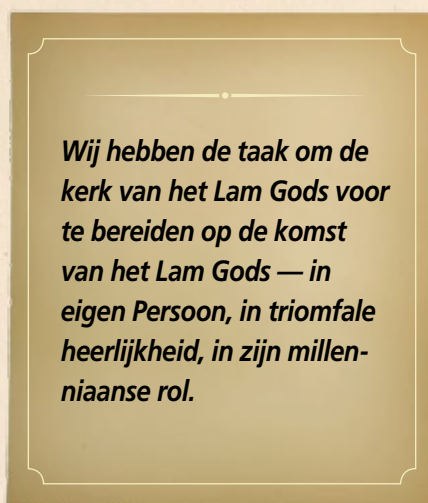 Wij hebben de taak om de
kerk van het Lam Gods voor
te bereiden op de komst
van het Lam Gods — in
eigen Persoon, in triomfale
heerlijkheid, in zijn millen-
niaanse rol.